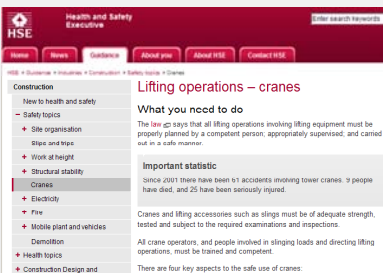 HSE
Health and Safety
Executive
Enter search keywords
Home
News
Guidance
About you
About HSE
Contact HSE
HSE > Guidance > Industries > Construction > Safety topics > Cranes
Construction
New to health and safety
− Safety topics
+ Site organisation
Slips and trips
+ Work at height
+ Structural stability
Cranes
+ Electricity
+ Fire
+ Mobile plant and vehicles
Demolition
+ Health topics
+ Construction Design and
Lifting operations – cranes
What you need to do
The law says that all lifting operations involving lifting equipment must be
properly planned by a competent person; appropriately supervised; and carried
out in a safe manner.
Important statistic
Since 2001 there have been 61 accidents involving tower cranes. 9 people
have died, and 25 have been seriously injured.
Cranes and lifting accessories such as slings must be of adequate strength,
tested and subject to the required examinations and inspections.
All crane operators, and people involved in slinging loads and directing lifting
operations, must be trained and competent.
There are four key aspects to the safe use of cranes: